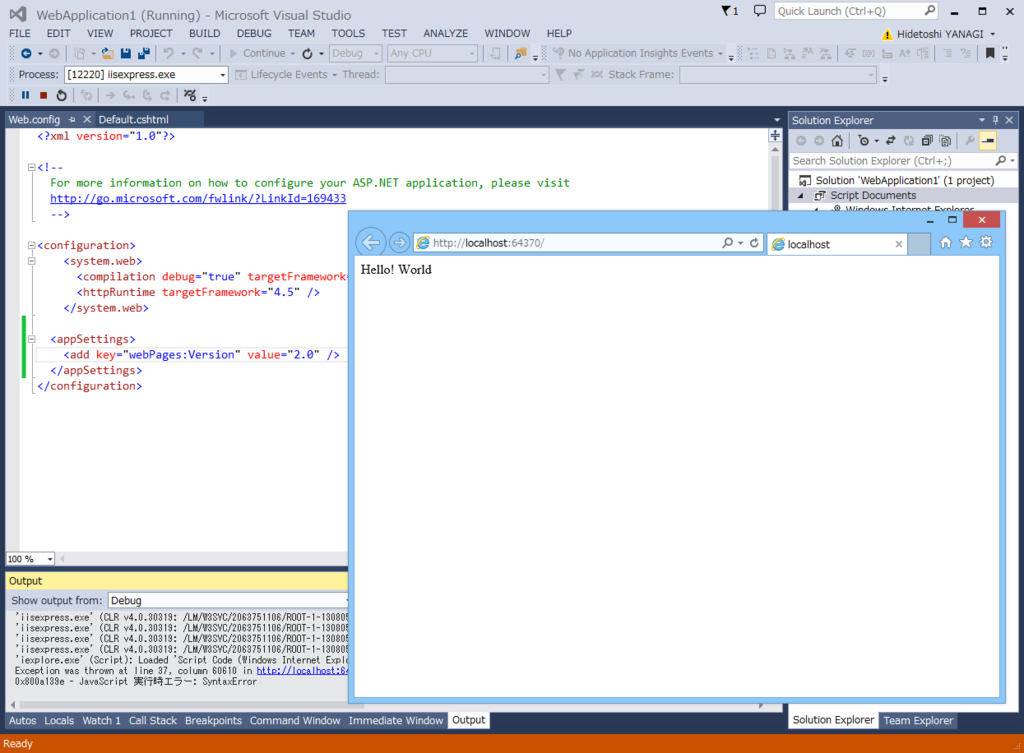 WebApplication1 (Running) - Microsoft Visual Studio
1
Quick Launch (Ctrl+Q)
FILE EDIT VIEW PROJECT BUILD DEBUG TEAM TOOLS TEST ANALYZE WINDOW HELP
Hidetoshi YANAGI
Continue Debug Any CPU No Application Insights Events
Process: [12220] iisexpress.exe Lifecycle Events Thread: Stack Frame:
Web.config Default.cshtml
<?xml version="1.0"?>
<!--
For more information on how to configure your ASP.NET application, please visit
http://go.microsoft.com/fwlink/?LinkId=169433
-->
<configuration>
<system.web>
<compilation debug="true" targetFramework
<httpRuntime targetFramework="4.5" />
</system.web>
<appSettings>
<add key="webPages:Version" value="2.0" />
</appSettings>
</configuration>
100 %
Solution Explorer
Search Solution Explorer (Ctrl+;)
Solution 'WebApplication1' (1 project)
Script Documents
Windows Internet Explorer
http://localhost:64370/
localhost
Hello! World
Output
Show output from: Debug
'iisexpress.exe' (CLR v4.0.30319: /LM/W3SVC/2063751106/ROOT-1-130805
'iisexpress.exe' (CLR v4.0.30319: /LM/W3SVC/2063751106/ROOT-1-130805
'iisexpress.exe' (CLR v4.0.30319: /LM/W3SVC/2063751106/ROOT-1-130805
'iisexpress.exe' (CLR v4.0.30319: /LM/W3SVC/2063751106/ROOT-1-130805
'iexplore.exe' (Script): Loaded 'Script Code (Windows Internet Explo
Exception was thrown at line 37, column 60610 in http://localhost:64
0x800a139e - JavaScript 実行時エラー: SyntaxError
Autos Locals Watch 1 Call Stack Breakpoints Command Window Immediate Window Output
Solution Explorer Team Explorer
Ready